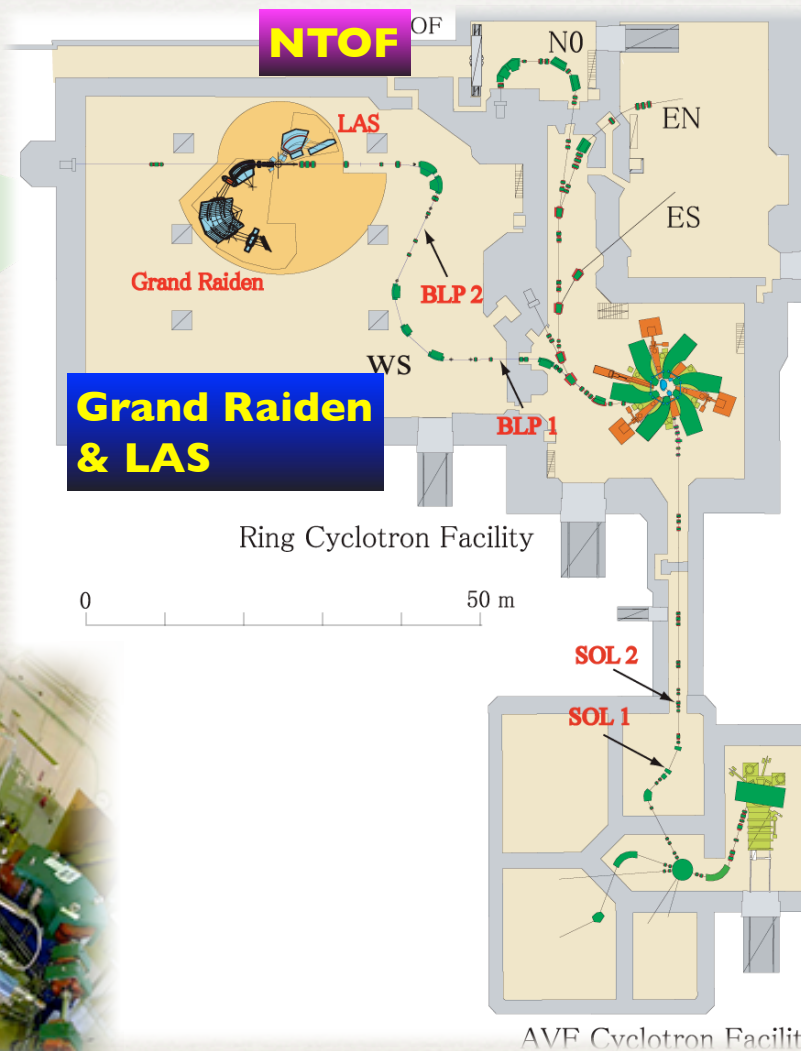 NTOF
OF
N0
LAS
EN
ES
Grand Raiden
BLP 2
WS
Grand Raiden
& LAS
BLP 1
Ring Cyclotron Facility
0
50 m
SOL 2
SOL 1
AVF Cyclotron Facilit